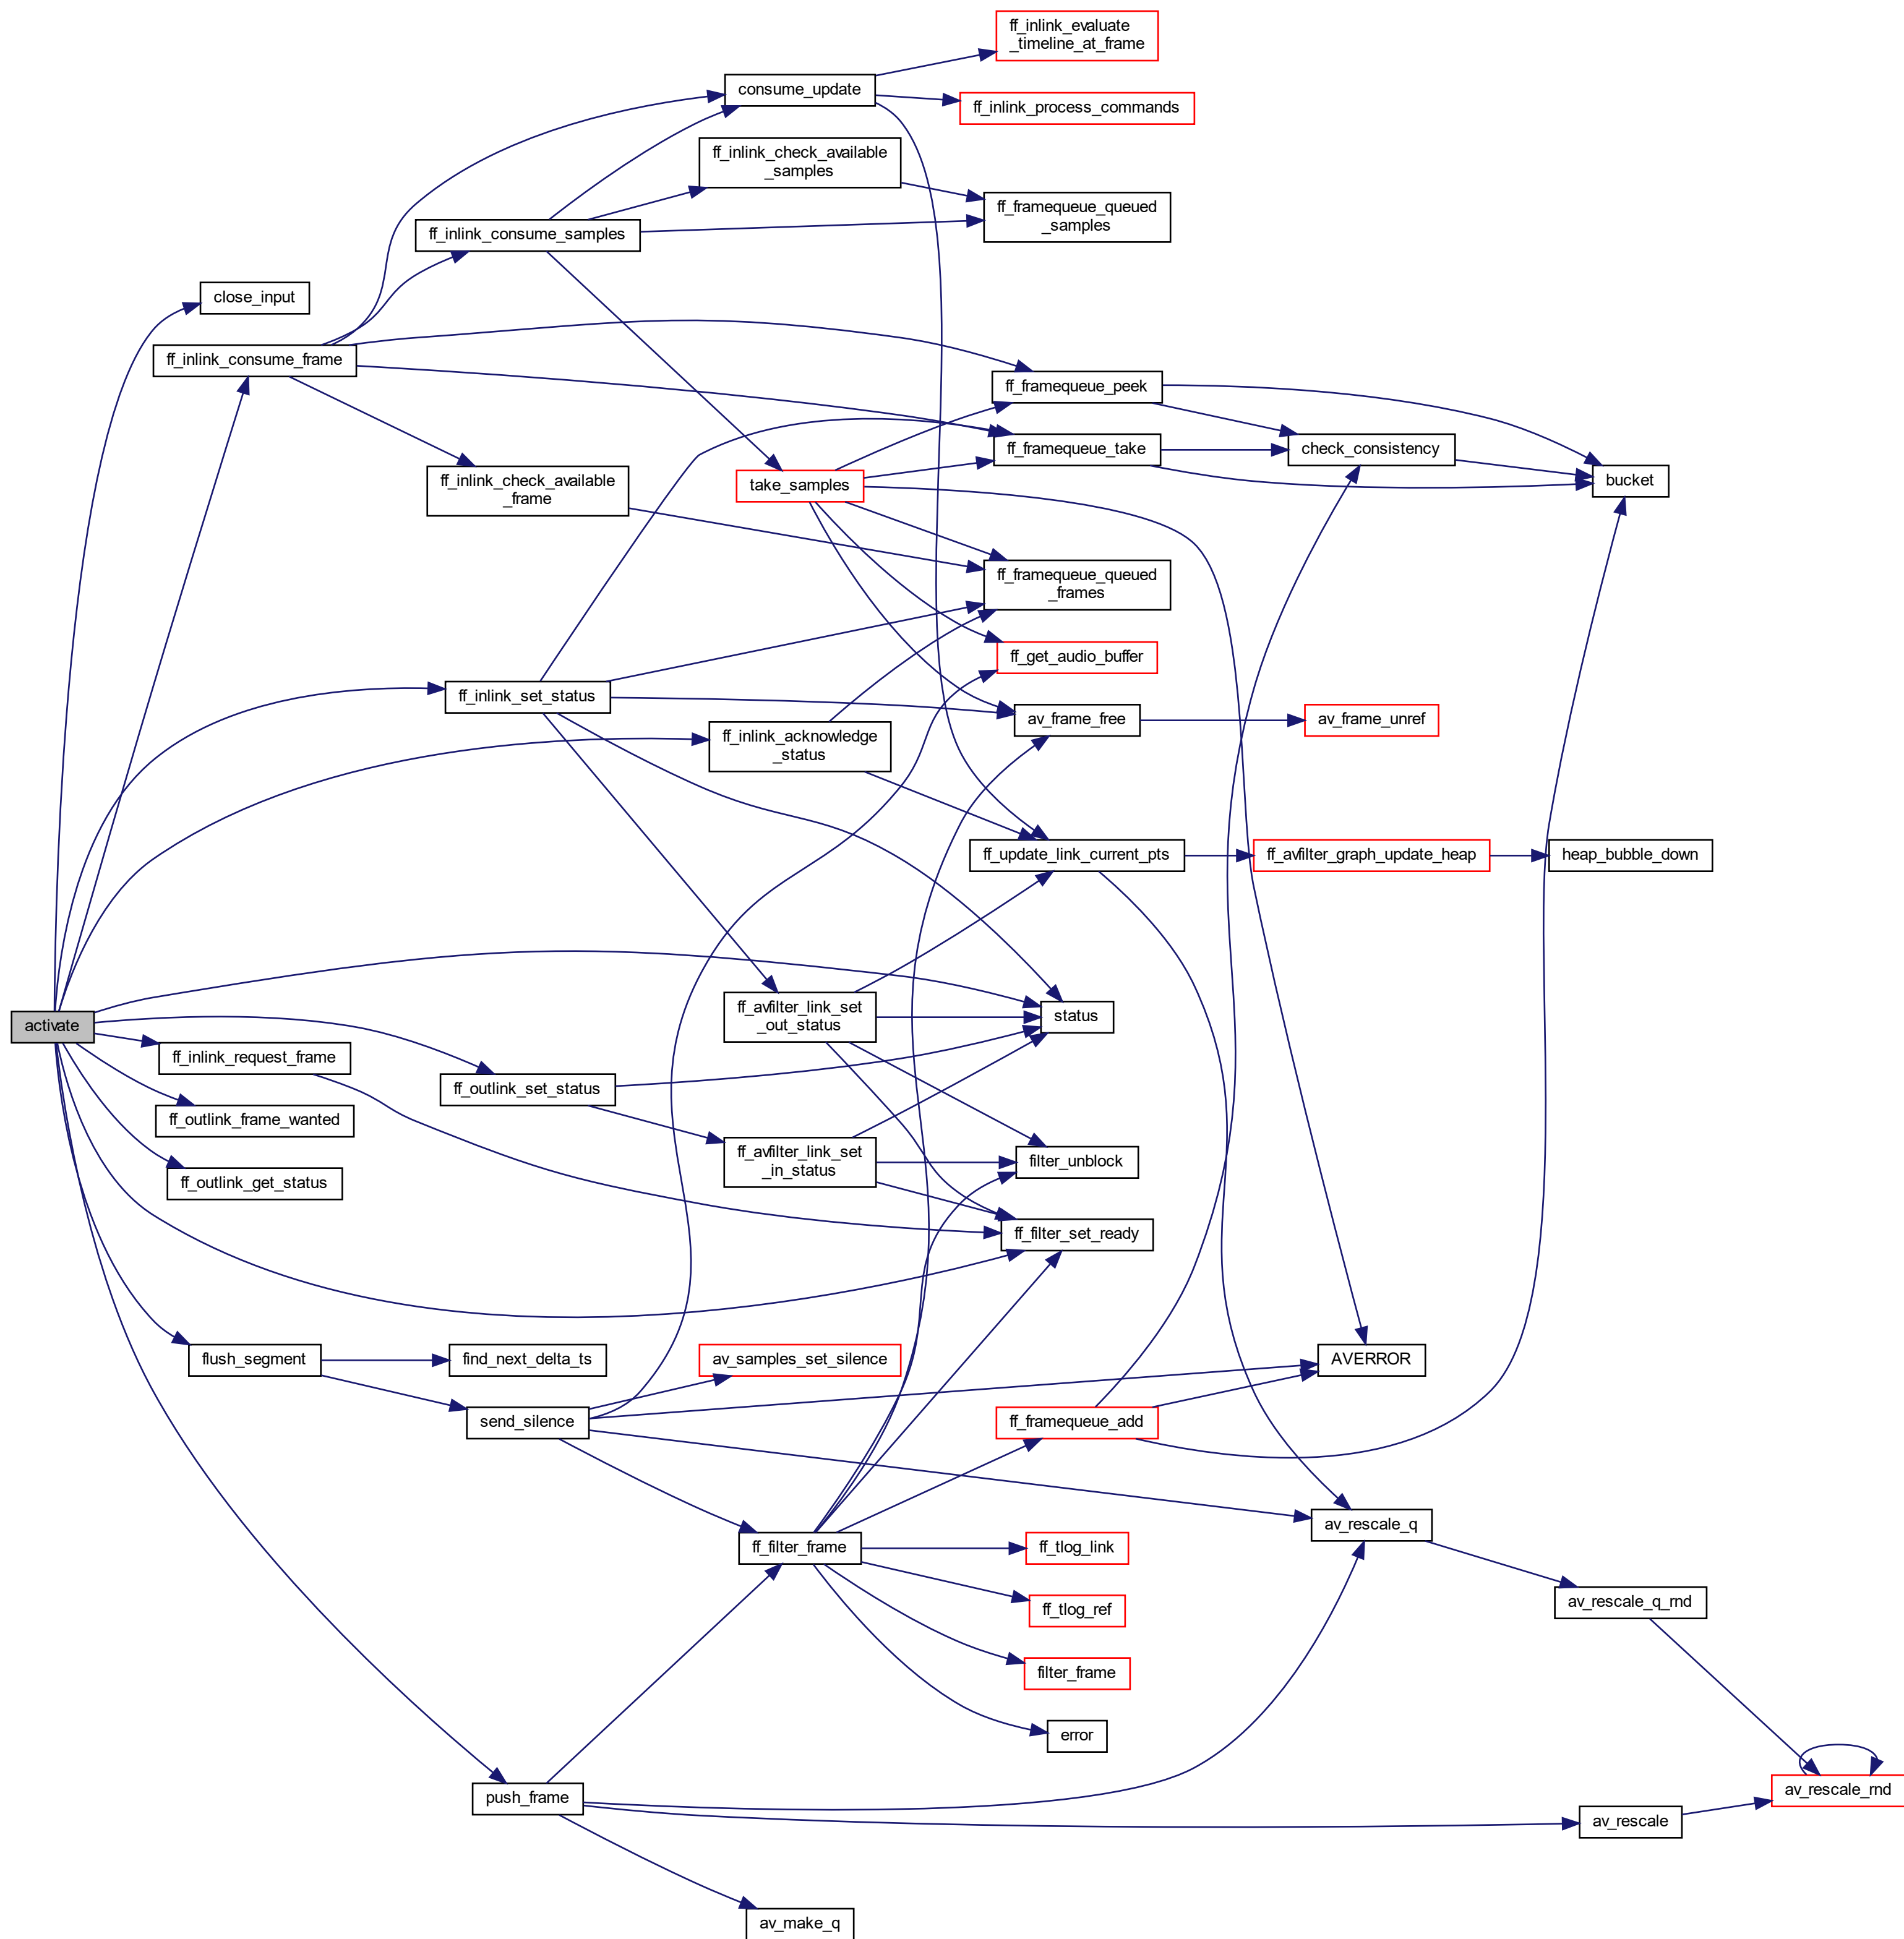 ff_inlink_evaluate
_timeline_at_frame
consume_update
ff_inlink_process_commands
ff_inlink_check_available
_samples
ff_framequeue_queued
_samples
ff_inlink_consume_samples
close_input
ff_inlink_consume_frame
ff_framequeue_peek
ff_framequeue_take
check_consistency
bucket
ff_inlink_check_available
_frame
take_samples
ff_framequeue_queued
_frames
ff_get_audio_buffer
ff_inlink_set_status
av_frame_free
av_frame_unref
ff_inlink_acknowledge
_status
ff_update_link_current_pts
ff_avfilter_graph_update_heap
heap_bubble_down
activate
ff_avfilter_link_set
_out_status
status
ff_inlink_request_frame
ff_outlink_set_status
ff_outlink_frame_wanted
ff_avfilter_link_set
_in_status
filter_unblock
ff_outlink_get_status
ff_filter_set_ready
flush_segment
find_next_delta_ts
av_samples_set_silence
AVERROR
send_silence
ff_framequeue_add
av_rescale_q
ff_filter_frame
ff_tlog_link
ff_tlog_ref
av_rescale_q_rnd
filter_frame
error
push_frame
av_rescale
av_rescale_rnd
av_make_q